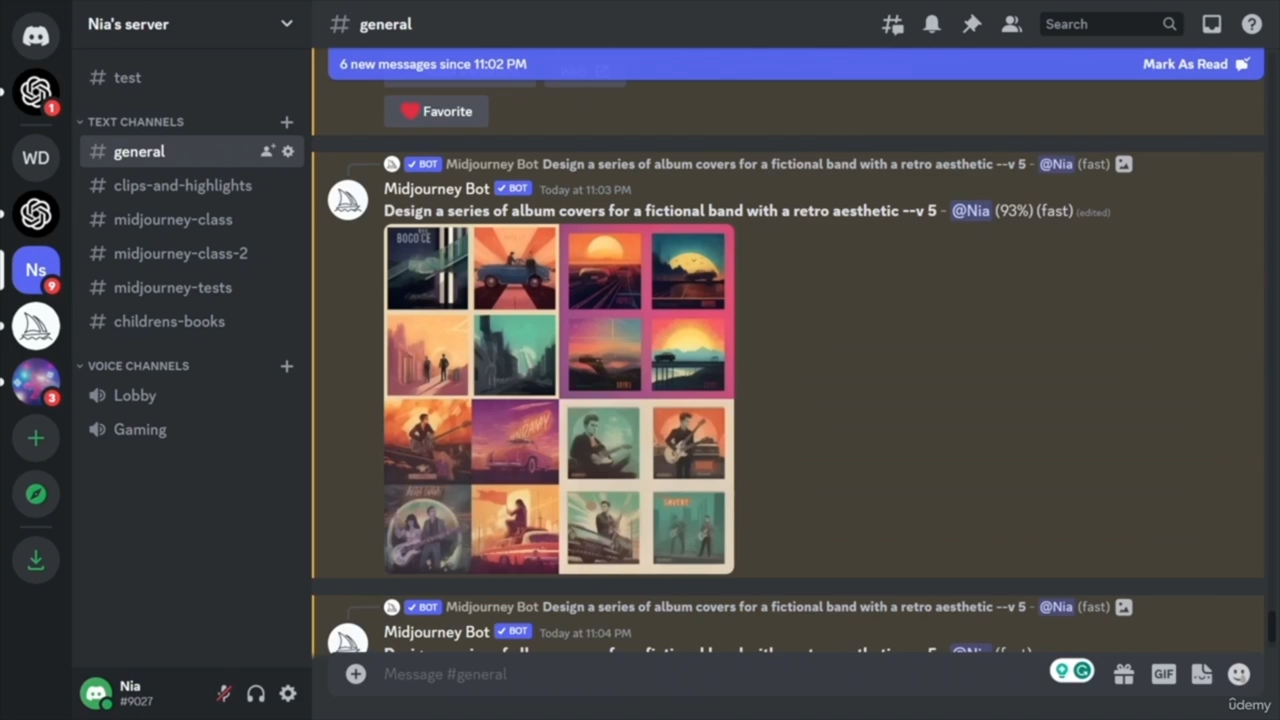 Nia's server
general
Search
6 new messages since 11:02 PM
Mark As Read
test
TEXT CHANNELS
general
clips-and-highlights
midjourney-class
midjourney-class-2
midjourney-tests
childrens-books
VOICE CHANNELS
Lobby
Gaming
1
WD
Ns
9
3
Favorite
BOT Midjourney Bot Design a series of album covers for a fictional band with a retro aesthetic --v 5 - @Nia (fast)
Midjourney Bot BOT Today at 11:03 PM
Design a series of album covers for a fictional band with a retro aesthetic --v 5 - @Nia (93%) (fast) (edited)
BOGO CE
BOT Midjourney Bot Design a series of album covers for a fictional band with a retro aesthetic --v 5 - @Nia (fast)
Midjourney Bot BOT Today at 11:04 PM
Message #general
GIF
Nia
#9027
ûdemy